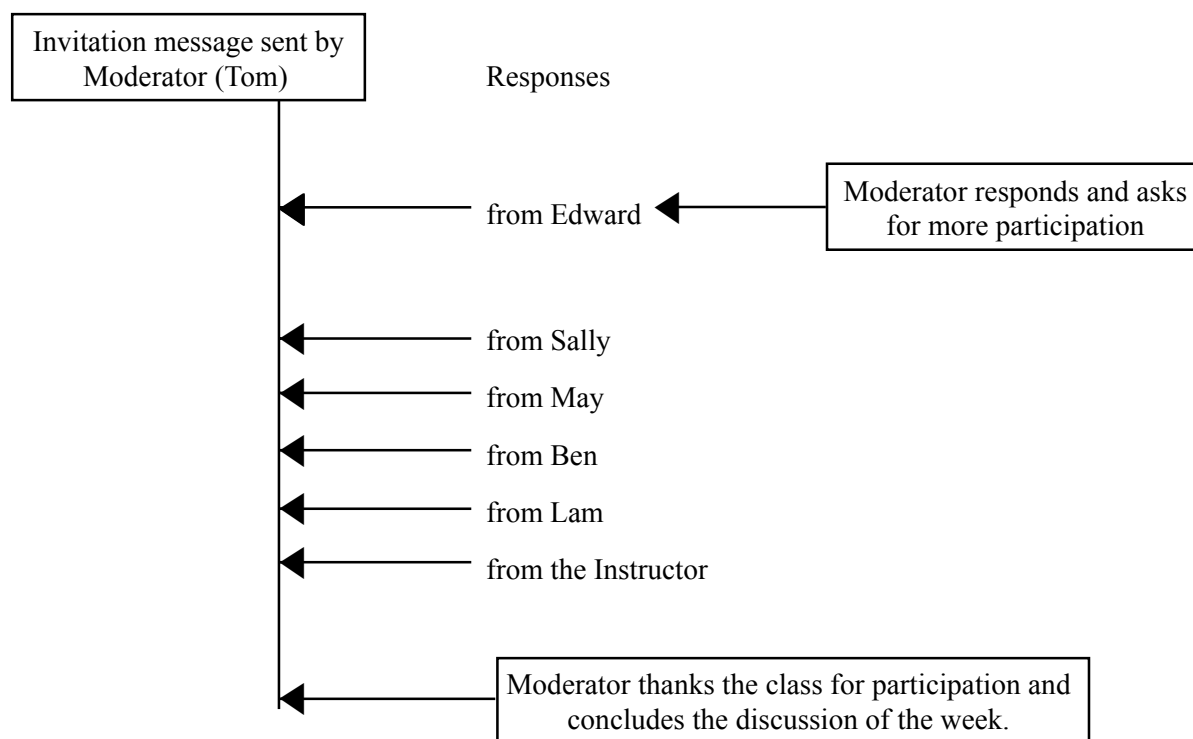 Invitation message sent by
Moderator (Tom)
Responses
from Edward
Moderator responds and asks
for more participation
from Sally
from May
from Ben
from Lam
from the Instructor
Moderator thanks the class for participation and
concludes the discussion of the week.